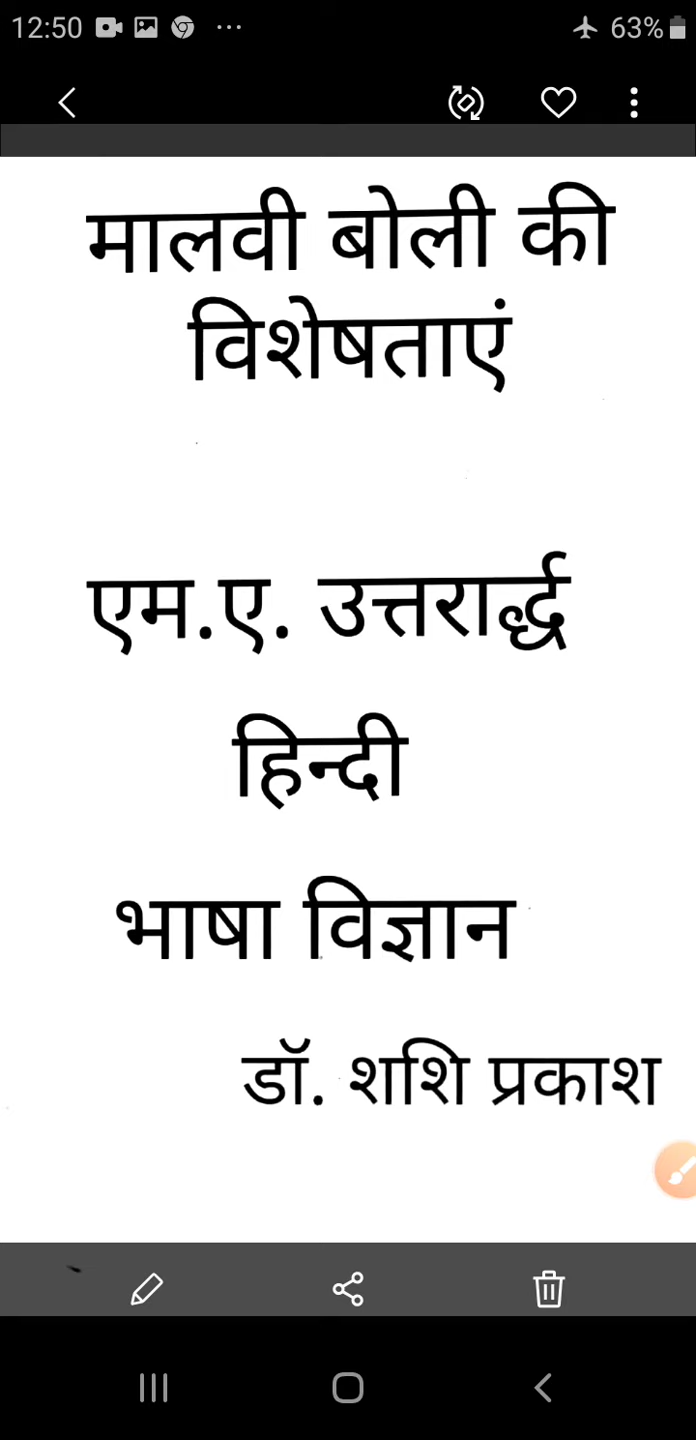 12:50 63%
मालवी बोली की
विशेषताएं
एम.ए. उत्तरार्द्ध
हिन्दी
भाषा विज्ञान
डॉ. शशि प्रकाश